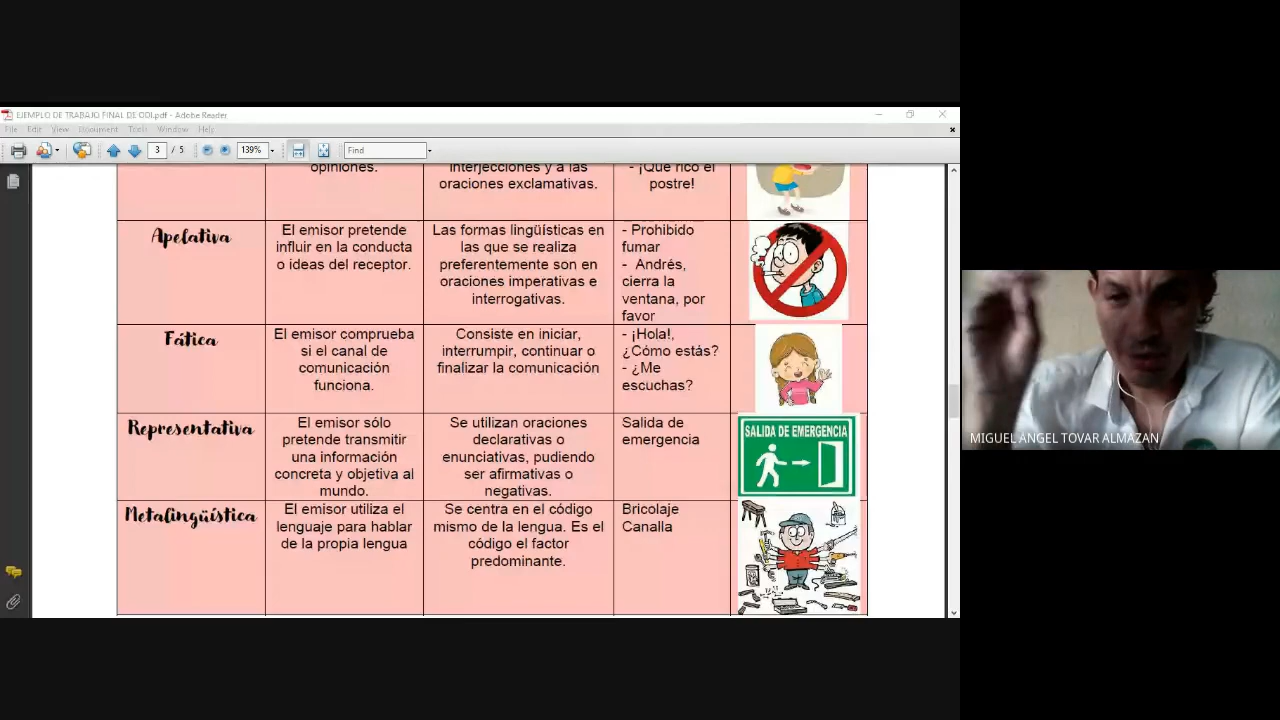 EJEMPLO DE TRABAJO FINAL DE ODI.pdf - Adobe Reader
File Edit View Document Tools Window Help
3 / 5 139% Find
opiniones.
interjecciones y a las
oraciones exclamativas.
- ¡Qué rico el
postre!
Apelativa
El emisor pretende
influir en la conducta
o ideas del receptor.
Las formas lingüísticas en
las que se realiza
preferentemente son en
oraciones imperativas e
interrogativas.
- Prohibido
fumar
- Andrés,
cierra la
ventana, por
favor
Fática
El emisor comprueba
si el canal de
comunicación
funciona.
Consiste en iniciar,
interrumpir, continuar o
finalizar la comunicación
- ¡Hola!,
¿Cómo estás?
- ¿Me
escuchas?
Representativa
El emisor sólo
pretende transmitir
una información
concreta y objetiva al
mundo.
Se utilizan oraciones
declarativas o
enunciativas, pudiendo
ser afirmativas o
negativas.
Salida de
emergencia
SALIDA DE EMERGENCIA
Metalingüística
El emisor utiliza el
lenguaje para hablar
de la propia lengua
Se centra en el código
mismo de la lengua. Es el
código el factor
predominante.
Bricolaje
Canalla
MIGUEL ANGEL TOVAR ALMAZAN